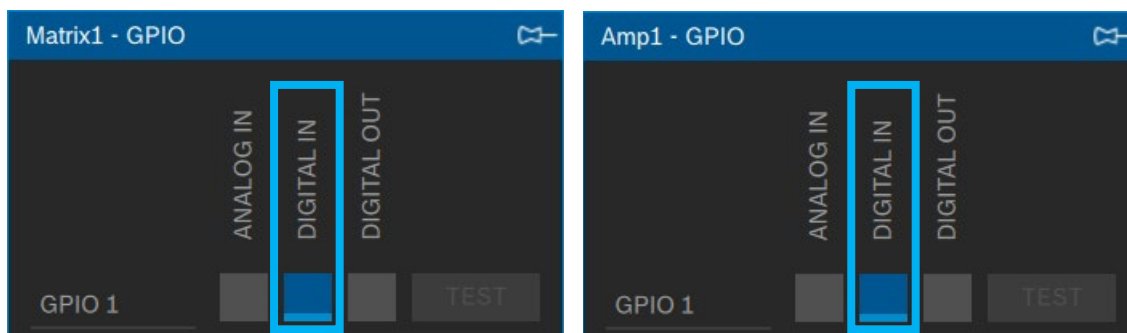 Matrix1 - GPIO
ANALOG IN
DIGITAL IN
DIGITAL OUT
GPIO 1
TEST
Amp1 - GPIO
ANALOG IN
DIGITAL IN
DIGITAL OUT
GPIO 1
TEST